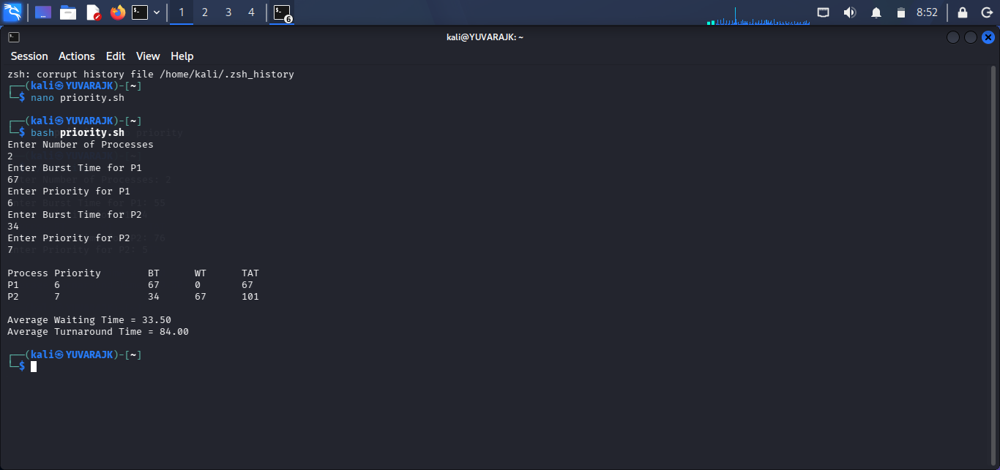 1 2 3 4 6 8:52
kali@YUVARAJK: ~
Session Actions Edit View Help
zsh: corrupt history file /home/kali/.zsh_history
┌──(kali㉿YUVARAJK)-[~]
└─$ nano priority.sh
┌──(kali㉿YUVARAJK)-[~]
└─$ bash priority.sh
Enter Number of Processes
2
Enter Burst Time for P1
67
Enter Priority for P1
6
Enter Burst Time for P2
34
Enter Priority for P2
7
Process Priority BT WT TAT
P1 6 67 0 67
P2 7 34 67 101
Average Waiting Time = 33.50
Average Turnaround Time = 84.00
┌──(kali㉿YUVARAJK)-[~]
└─$